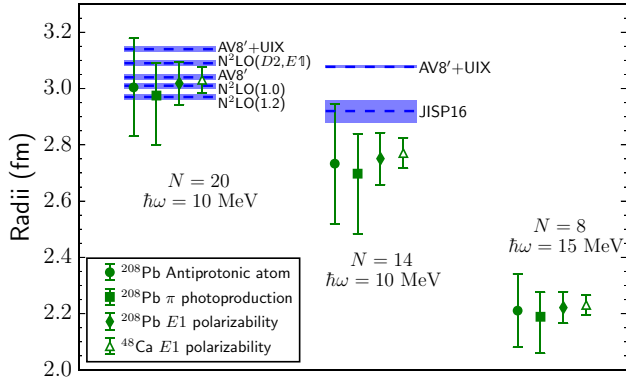 3.2
3.0
2.8
2.6
2.4
2.2
2.0
Radii (fm)
AV8′+UIX
N²LO(D2,E𝟙)
AV8′
N²LO(1.0)
N²LO(1.2)
N = 20
ℏω = 10 MeV
AV8′+UIX
JISP16
N = 14
ℏω = 10 MeV
N = 8
ℏω = 15 MeV
²⁰⁸Pb Antiprotonic atom
²⁰⁸Pb π photoproduction
²⁰⁸Pb E1 polarizability
⁴⁸Ca E1 polarizability